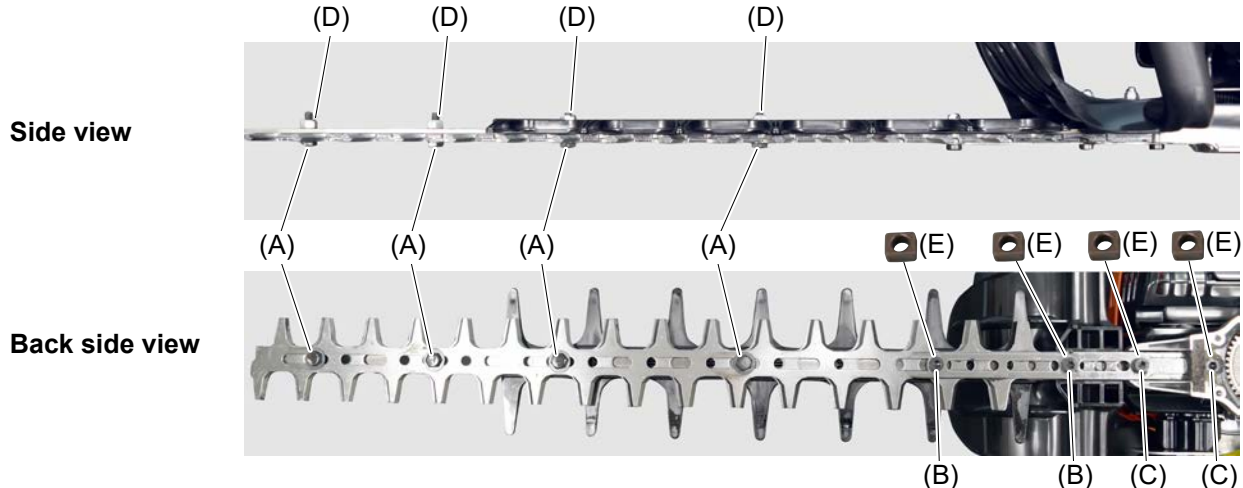 (D) (D) (D) (D)
Side view
(A) (A) (A) (A) (E) (E) (E) (E)
Back side view
(B) (B) (C) (C)